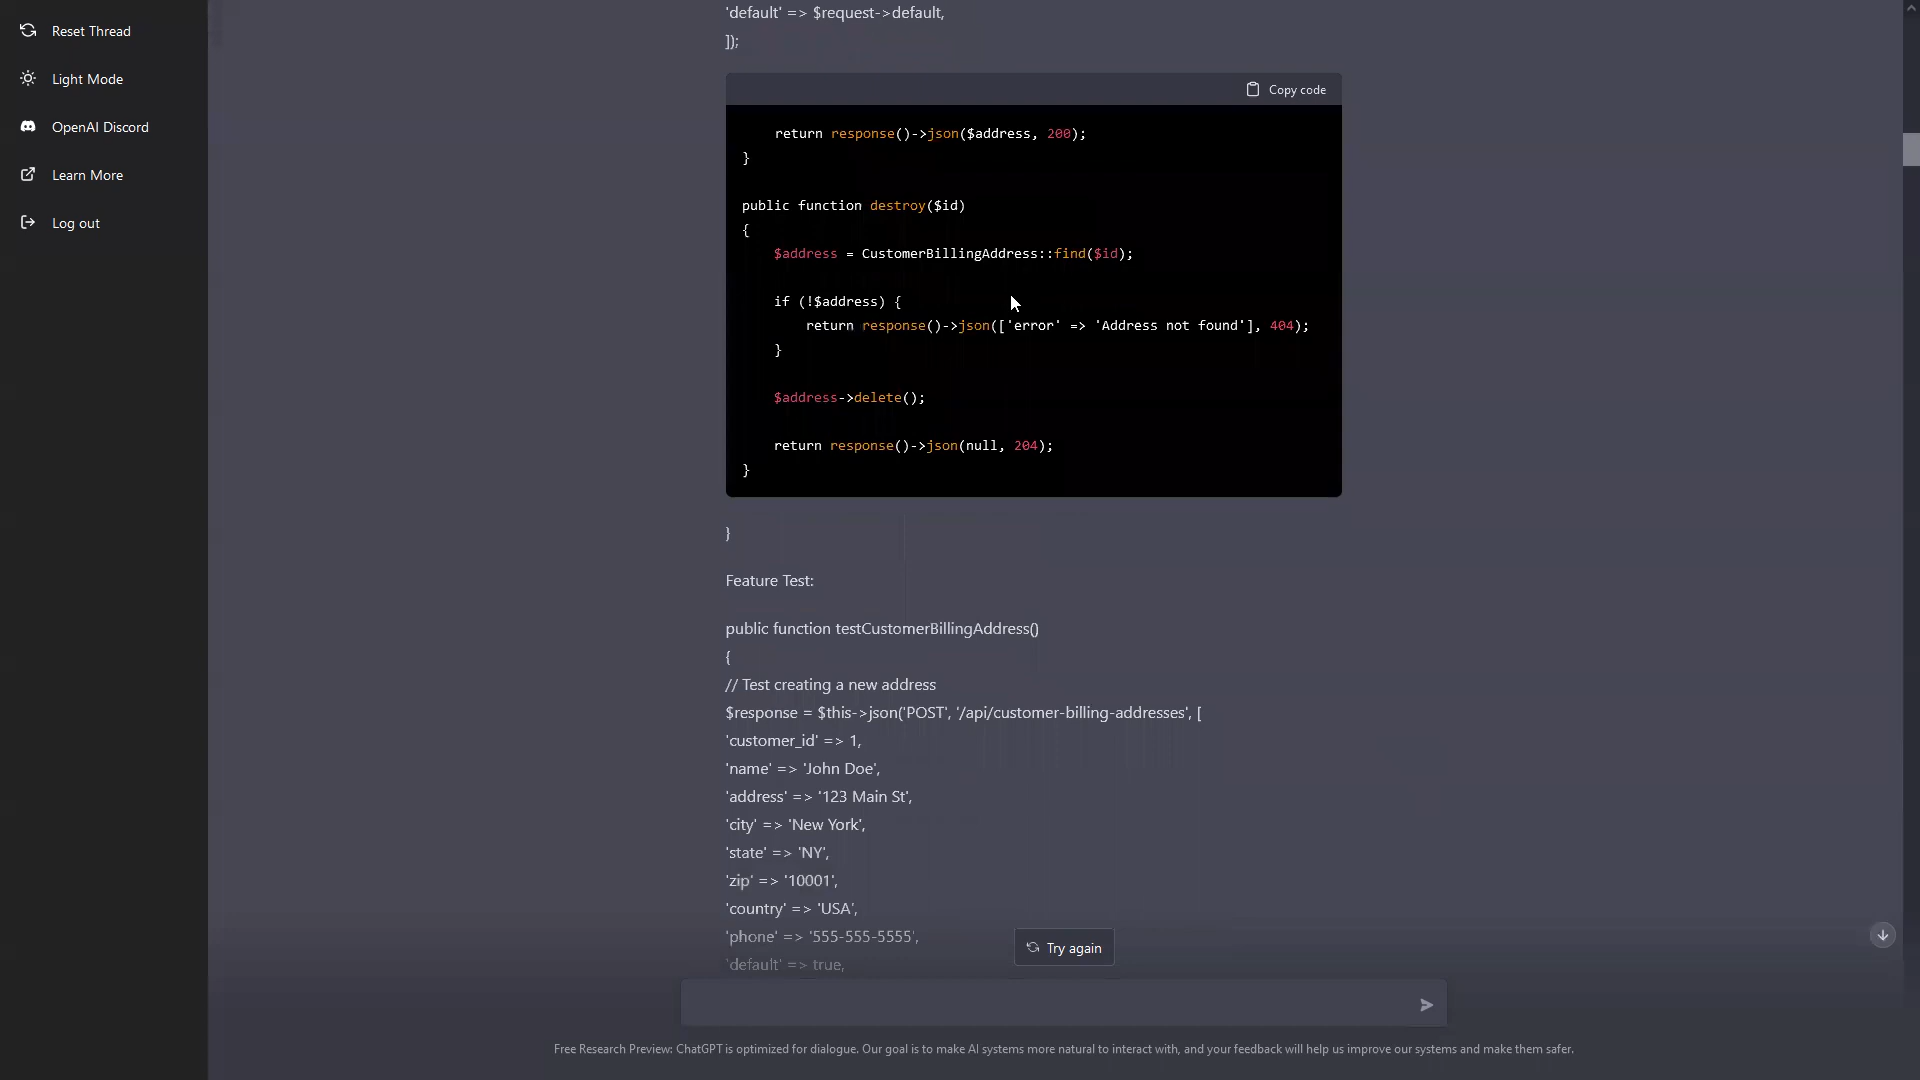 Reset Thread
Light Mode
OpenAI Discord
Learn More
Log out
'default' => $request->default,
]);
Copy code
return response()->json($address, 200);
}
public function destroy($id)
{
$address = CustomerBillingAddress::find($id);
if (!$address) {
return response()->json(['error' => 'Address not found'], 404);
}
$address->delete();
return response()->json(null, 204);
}
}
Feature Test:
public function testCustomerBillingAddress()
{
// Test creating a new address
$response = $this->json('POST', '/api/customer-billing-addresses', [
'customer_id' => 1,
'name' => 'John Doe',
'address' => '123 Main St',
'city' => 'New York',
'state' => 'NY',
'zip' => '10001',
'country' => 'USA',
'phone' => '555-555-5555',
'default' => true,
Try again
Free Research Preview: ChatGPT is optimized for dialogue. Our goal is to make AI systems more natural to interact with, and your feedback will help us improve our systems and make them safer.